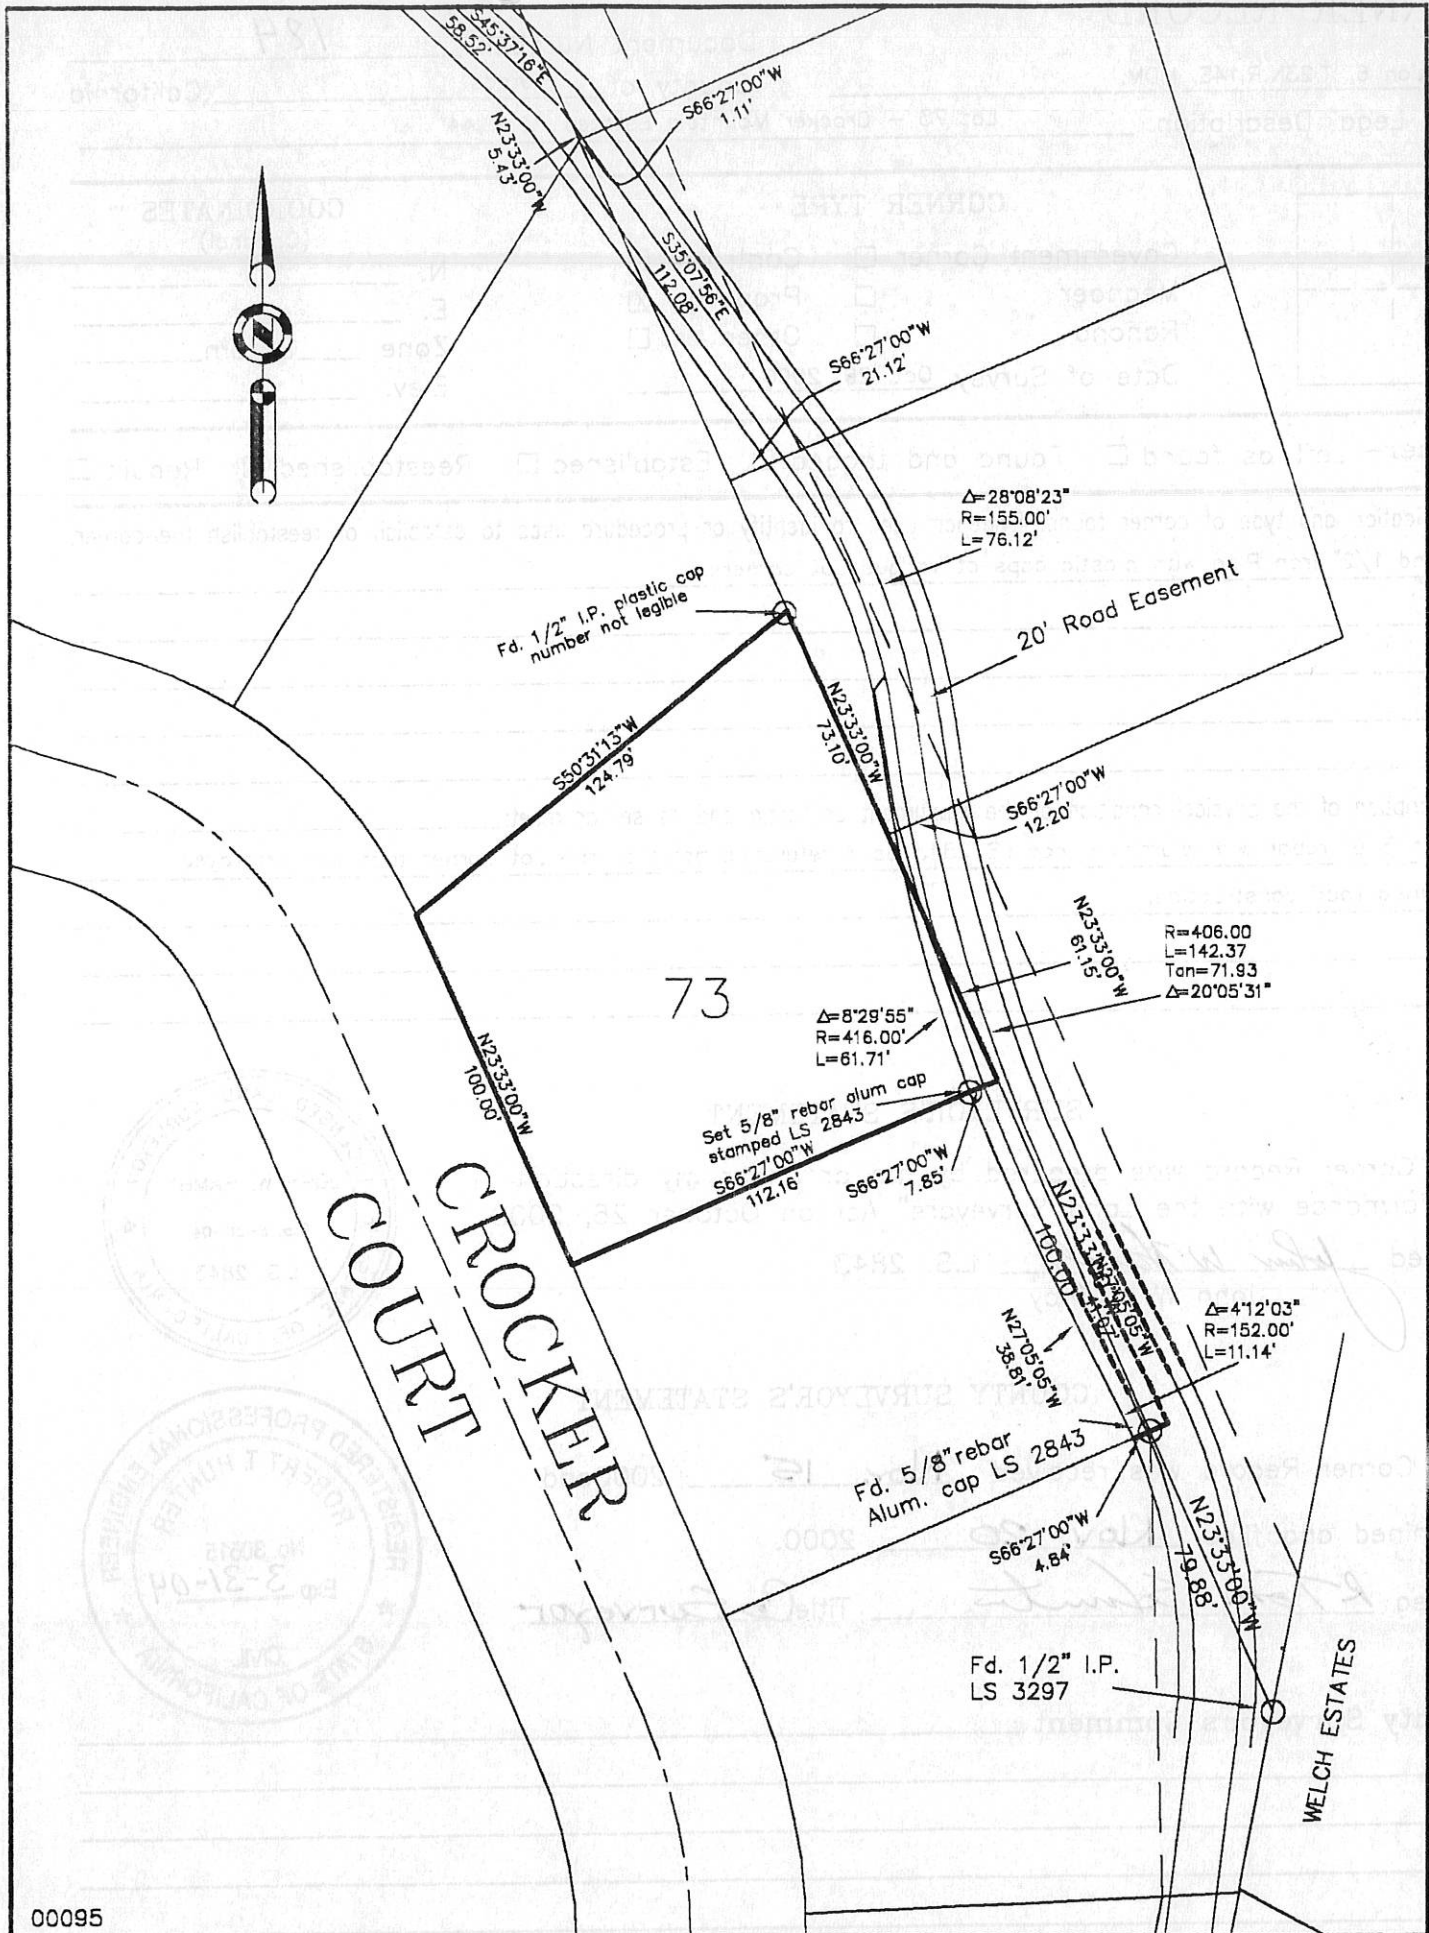 S45°37'16"E
58.52'
S66°27'00"W
1.11'
N23°33'00"W
5.43'
S35°07'56"E
112.08'
N
S66°27'00"W
21.12'
Δ=28°08'23"
R=155.00'
L=76.12'
Fd. 1/2" I.P. plastic cap
number not legible
20' Road Easement
N23°33'00"W
73.10'
S50°31'13"W
124.79'
S66°27'00"W
12.20'
N23°33'00"W
61.15'
R=406.00
L=142.37
Tan=71.93
Δ=20°05'31"
73
Δ=8°29'55"
R=416.00'
L=61.71'
N23°33'00"W
100.00'
Set 5/8" rebar alum cap
stamped LS 2843
S66°27'00"W
112.16'
S66°27'00"W
7.85'
100.00'
N27°05'05"W
N27°05'05"W
38.81'
Δ=4°12'03"
R=152.00'
L=11.14'
CROCKER
COURT
Fd. 5/8" rebar
Alum. cap LS 2843
S66°27'00"W
4.84'
N23°33'00"W
79.88'
Fd. 1/2" I.P.
LS 3297
WELCH ESTATES
00095